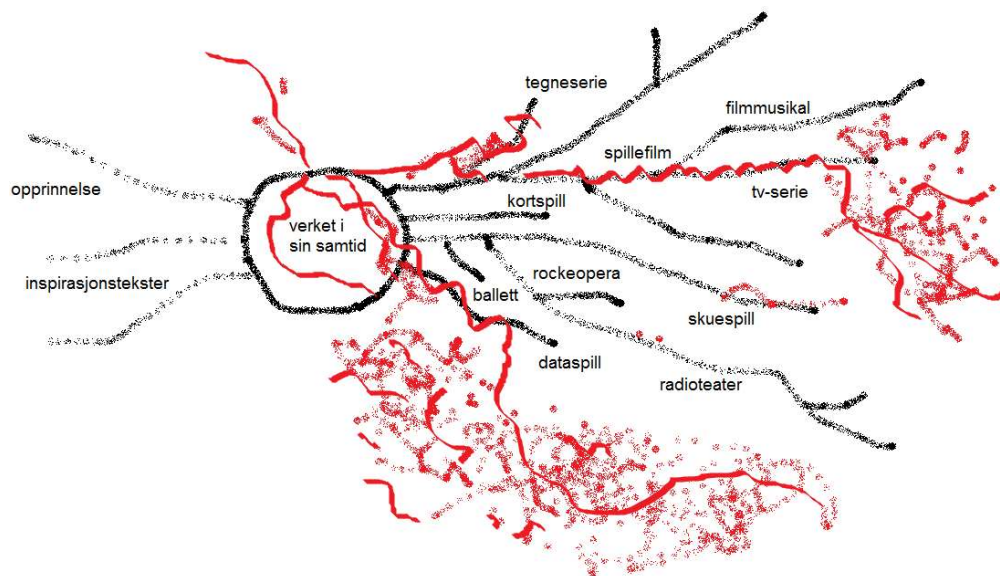 tegneserie
filmmusikal
spillefilm
opprinnelse
tv-serie
kortspill
verket i
sin samtid
rockeopera
inspirasjonstekster
ballett
skuespill
dataspill
radioteater